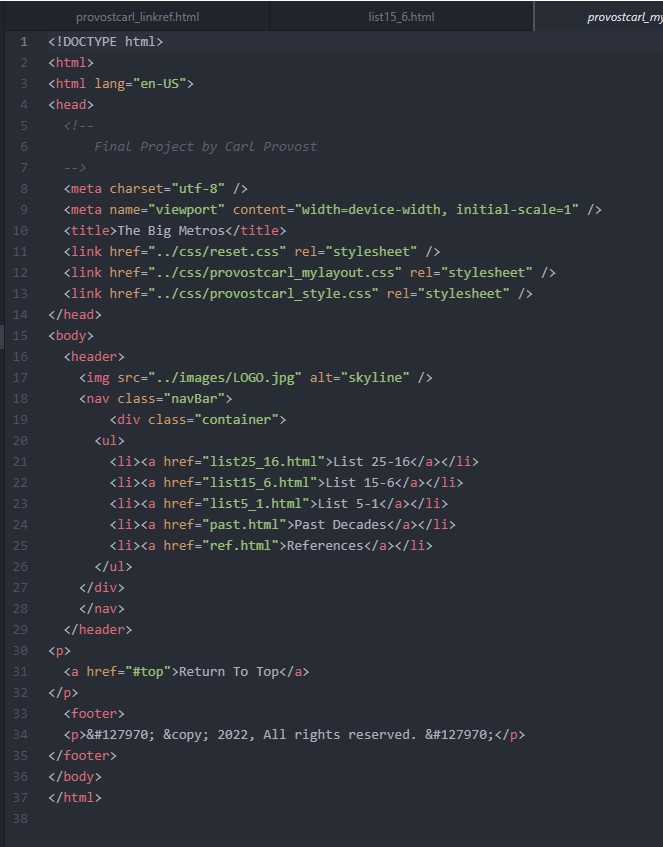 provostcarl_linkref.html list15_6.html provostcarl_my
1 <!DOCTYPE html>
2 <html>
3 <html lang="en-US">
4 <head>
5   <!--
6       Final Project by Carl Provost
7   -->
8   <meta charset="utf-8" />
9   <meta name="viewport" content="width=device-width, initial-scale=1" />
10   <title>The Big Metros</title>
11   <link href="../css/reset.css" rel="stylesheet" />
12   <link href="../css/provostcarl_mylayout.css" rel="stylesheet" />
13   <link href="../css/provostcarl_style.css" rel="stylesheet" />
14 </head>
15 <body>
16   <header>
17     <img src="../images/LOGO.jpg" alt="skyline" />
18     <nav class="navBar">
19         <div class="container">
20       <ul>
21         <li><a href="list25_16.html">List 25-16</a></li>
22         <li><a href="list15_6.html">List 15-6</a></li>
23         <li><a href="list5_1.html">List 5-1</a></li>
24         <li><a href="past.html">Past Decades</a></li>
25         <li><a href="ref.html">References</a></li>
26       </ul>
27     </div>
28     </nav>
29   </header>
30 <p>
31   <a href="#top">Return To Top</a>
32 </p>
33   <footer>
34   <p>&#127970; &copy; 2022, All rights reserved. &#127970;</p>
35 </footer>
36 </body>
37 </html>
38